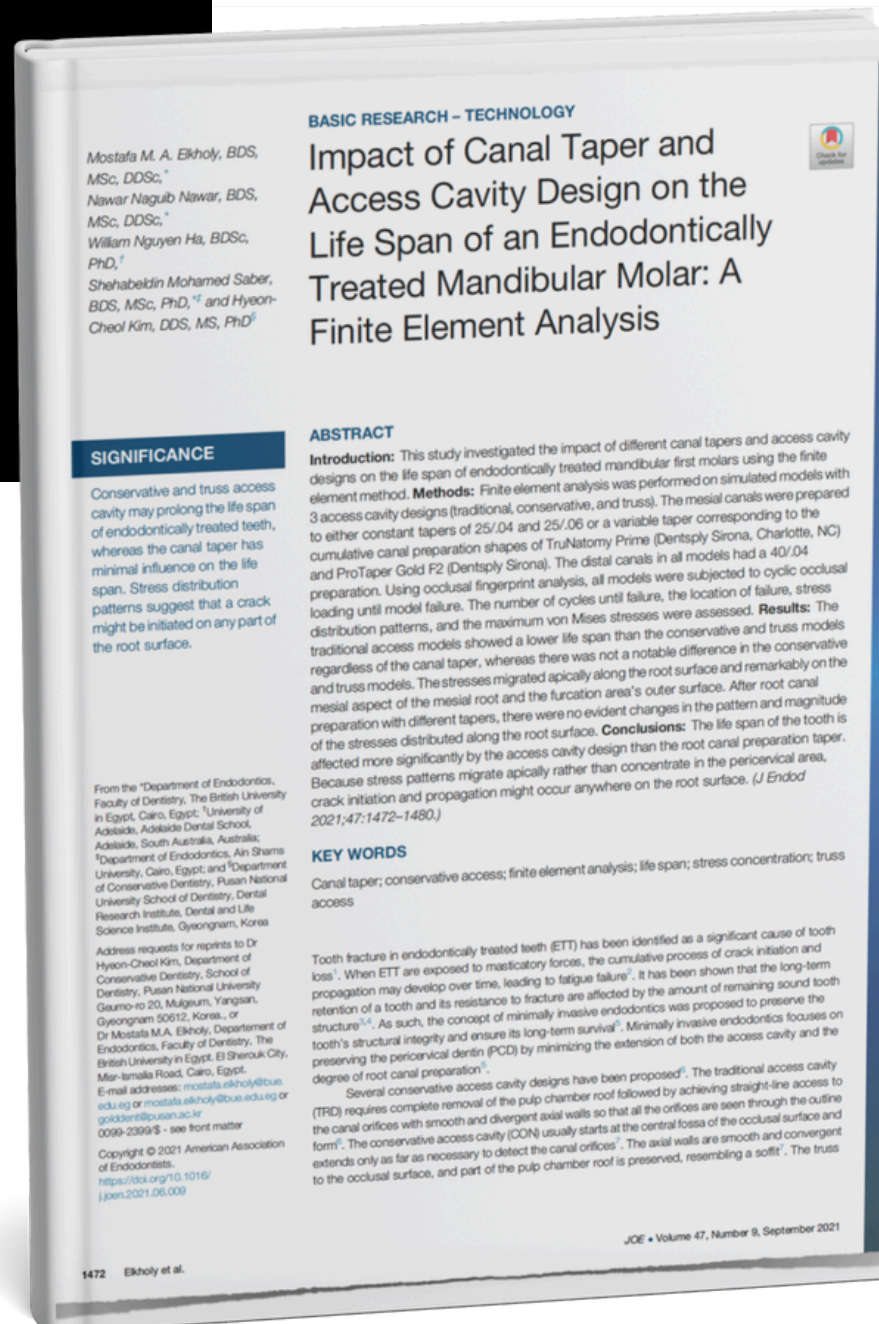 Mostafa M. A. Elkholy, BDS,
MSc, DDSc,*
Nawar Naguib Nawar, BDS,
MSc, DDSc,*
William Nguyen Ha, BDSc,
PhD,†
Shehabeldin Mohamed Saber,
BDS, MSc, PhD,*‡ and Hyeon-
Cheol Kim, DDS, MS, PhD§
BASIC RESEARCH – TECHNOLOGY
Impact of Canal Taper and
Access Cavity Design on the
Life Span of an Endodontically
Treated Mandibular Molar: A
Finite Element Analysis
Check for
updates
SIGNIFICANCE
Conservative and truss access
cavity may prolong the life span
of endodontically treated teeth,
whereas the canal taper has
minimal influence on the life
span. Stress distribution
patterns suggest that a crack
might be initiated on any part of
the root surface.
ABSTRACT
Introduction: This study investigated the impact of different canal tapers and access cavity
designs on the life span of endodontically treated mandibular first molars using the finite
element method. Methods: Finite element analysis was performed on simulated models with
3 access cavity designs (traditional, conservative, and truss). The mesial canals were prepared
to either constant tapers of 25/.04 and 25/.06 or a variable taper corresponding to the
cumulative canal preparation shapes of TruNatomy Prime (Dentsply Sirona, Charlotte, NC)
and ProTaper Gold F2 (Dentsply Sirona). The distal canals in all models had a 40/.04
preparation. Using occlusal fingerprint analysis, all models were subjected to cyclic occlusal
loading until model failure. The number of cycles until failure, the location of failure, stress
distribution patterns, and the maximum von Mises stresses were assessed. Results: The
traditional access models showed a lower life span than the conservative and truss models
regardless of the canal taper, whereas there was not a notable difference in the conservative
and truss models. The stresses migrated apically along the root surface and remarkably on the
mesial aspect of the mesial root and the furcation area's outer surface. After root canal
preparation with different tapers, there were no evident changes in the pattern and magnitude
of the stresses distributed along the root surface. Conclusions: The life span of the tooth is
affected more significantly by the access cavity design than the root canal preparation taper.
Because stress patterns migrate apically rather than concentrate in the pericervical area,
crack initiation and propagation might occur anywhere on the root surface. (J Endod
2021;47:1472–1480.)
KEY WORDS
Canal taper; conservative access; finite element analysis; life span; stress concentration; truss
access
From the *Department of Endodontics,
Faculty of Dentistry, The British University
in Egypt, Cairo, Egypt; †University of
Adelaide, Adelaide Dental School,
Adelaide, South Australia, Australia;
‡Department of Endodontics, Ain Shams
University, Cairo, Egypt; and §Department
of Conservative Dentistry, Pusan National
University School of Dentistry, Dental
Research Institute, Dental and Life
Science Institute, Gyeongnam, Korea
Address requests for reprints to Dr
Hyeon-Cheol Kim, Department of
Conservative Dentistry, School of
Dentistry, Pusan National University
Geumo-ro 20, Mulgeum, Yangsan,
Gyeongnam 50612, Korea., or
Dr Mostafa M.A. Elkholy, Departement of
Endodontics, Faculty of Dentistry, The
British University in Egypt. El Sherouk City,
Misr-Ismalia Road, Cairo, Egypt.
E-mail addresses: mostafa.elkholy@bue.
edu.eg or mostafa.elkholy@bue.edu.eg or
golddent@pusan.ac.kr
0099-2399/$ - see front matter
Copyright © 2021 American Association
of Endodontists.
https://doi.org/10.1016/
j.joen.2021.06.009
Tooth fracture in endodontically treated teeth (ETT) has been identified as a significant cause of tooth
loss1. When ETT are exposed to masticatory forces, the cumulative process of crack initiation and
propagation may develop over time, leading to fatigue failure2. It has been shown that the long-term
retention of a tooth and its resistance to fracture are affected by the amount of remaining sound tooth
structure3,4. As such, the concept of minimally invasive endodontics was proposed to preserve the
tooth's structural integrity and ensure its long-term survival5. Minimally invasive endodontics focuses on
preserving the pericervical dentin (PCD) by minimizing the extension of both the access cavity and the
degree of root canal preparation5.
Several conservative access cavity designs have been proposed6. The traditional access cavity
(TRD) requires complete removal of the pulp chamber roof followed by achieving straight-line access to
the canal orifices with smooth and divergent axial walls so that all the orifices are seen through the outline
form6. The conservative access cavity (CON) usually starts at the central fossa of the occlusal surface and
extends only as far as necessary to detect the canal orifices7. The axial walls are smooth and convergent
to the occlusal surface, and part of the pulp chamber roof is preserved, resembling a soffit7. The truss
1472 Elkholy et al.
JOE • Volume 47, Number 9, September 2021